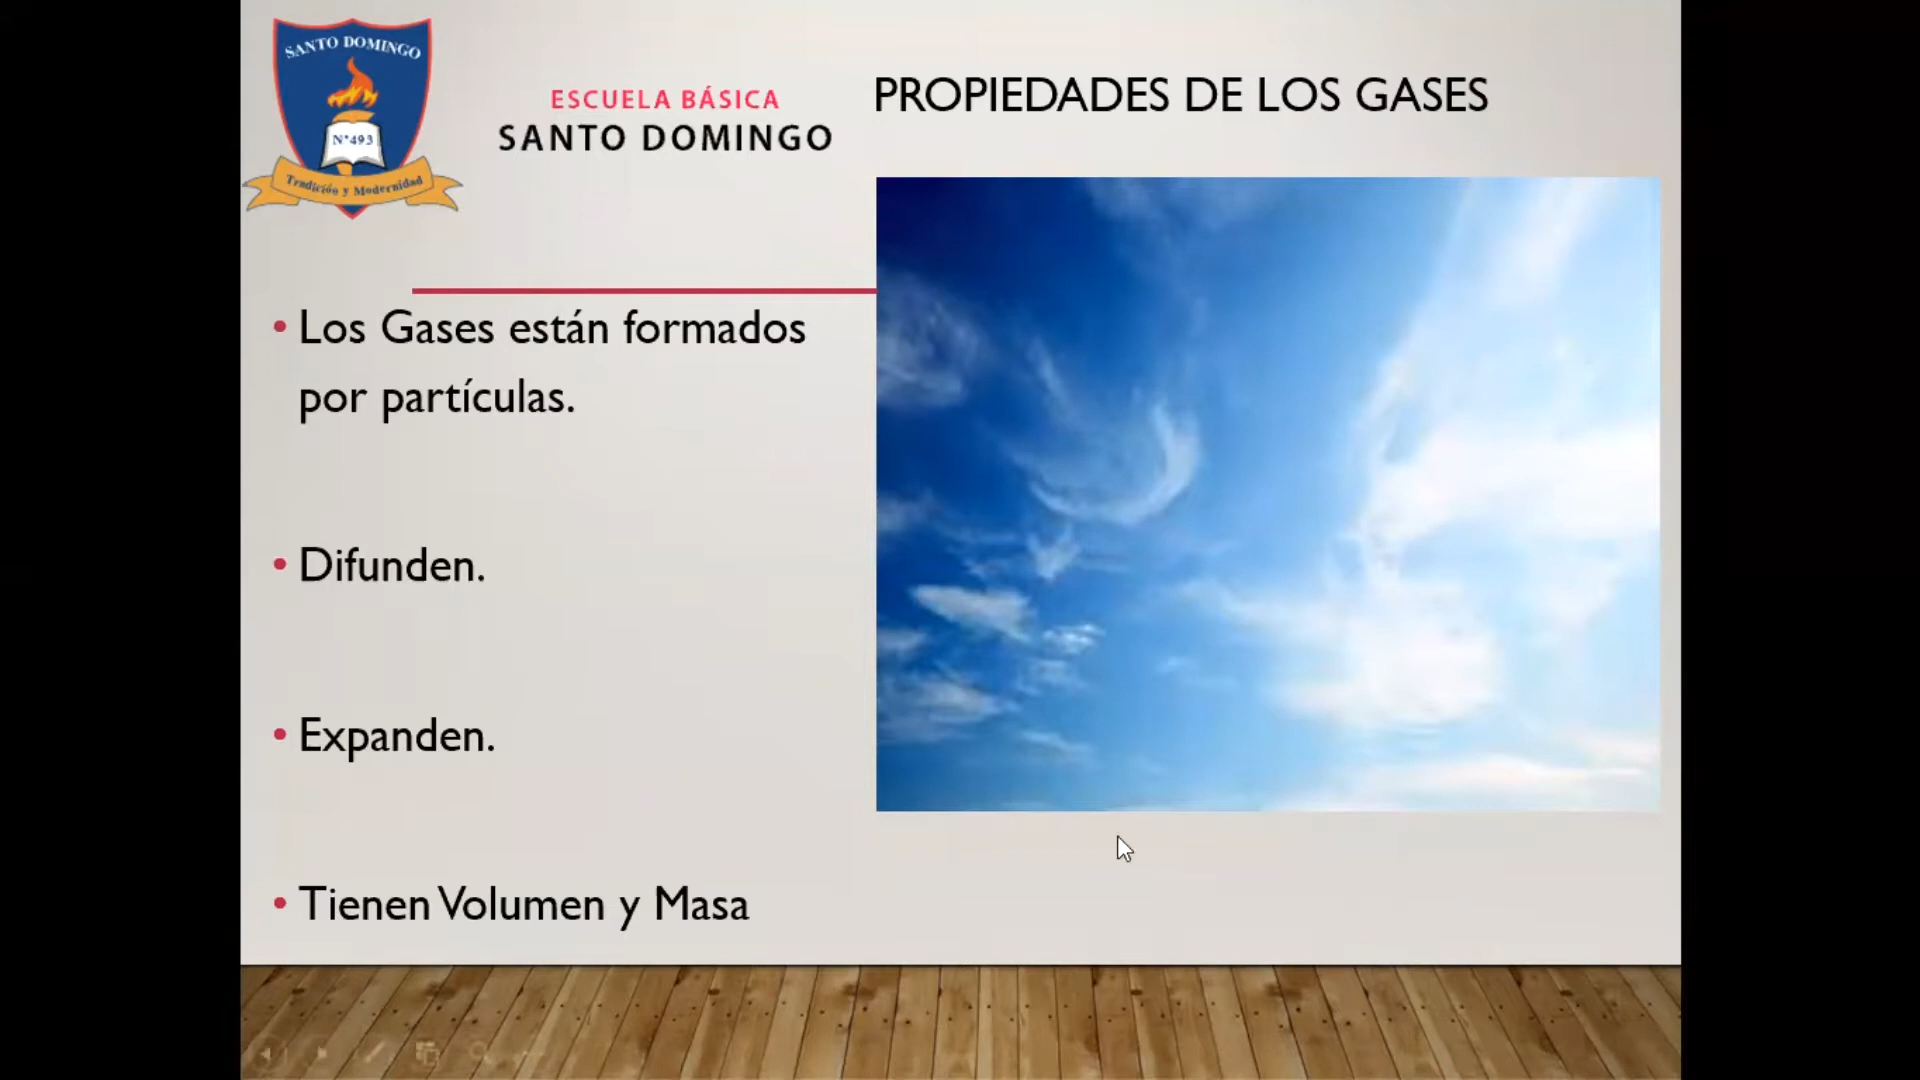 SANTO DOMINGO
N°493
Tradición y Modernidad
ESCUELA BÁSICA
SANTO DOMINGO
PROPIEDADES DE LOS GASES
• Los Gases están formados
por partículas.
• Difunden.
• Expanden.
• Tienen Volumen y Masa